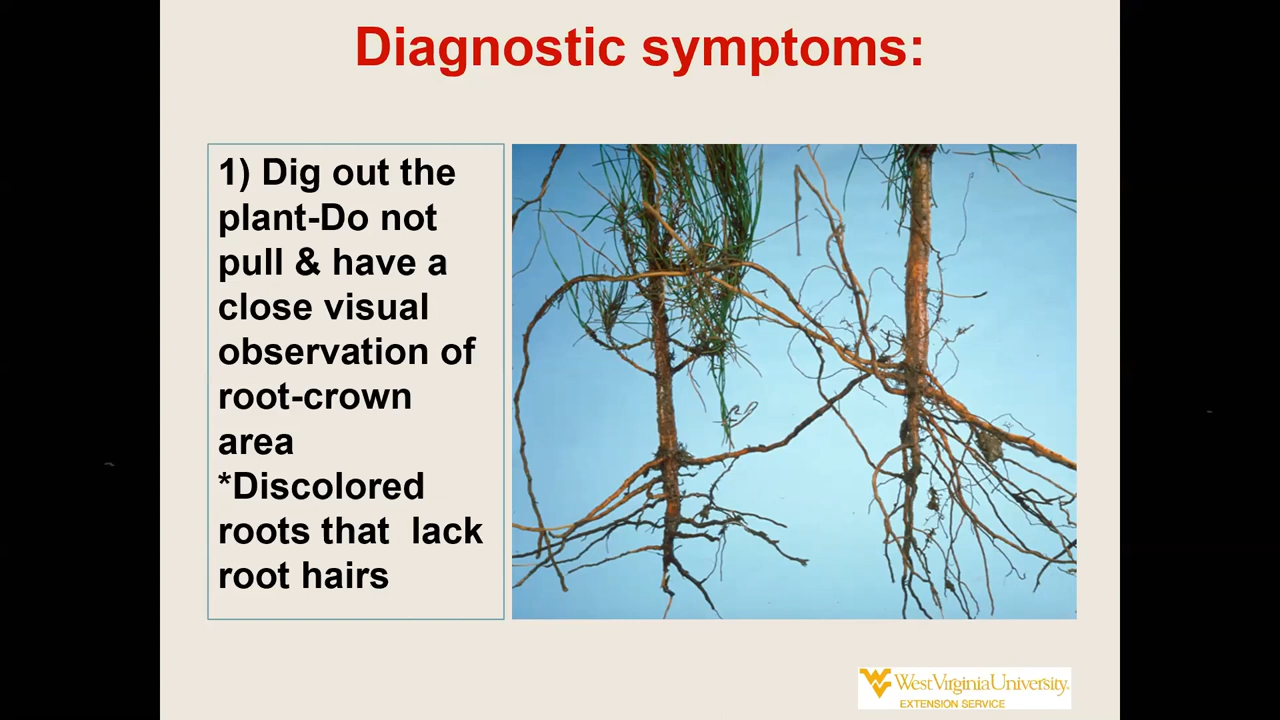 Diagnostic symptoms:
1) Dig out the
plant-Do not
pull & have a
close visual
observation of
root-crown
area
*Discolored
roots that  lack
root hairs
WestVirginiaUniversity.
EXTENSION SERVICE